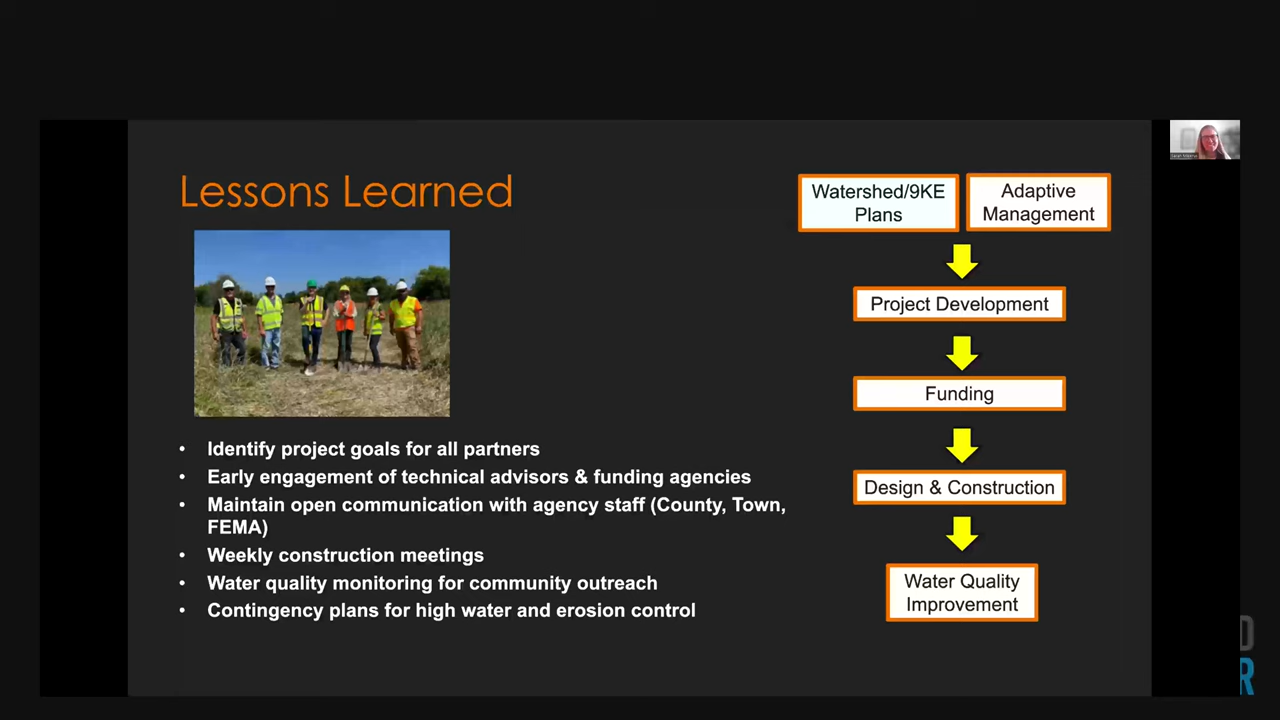 Lessons Learned
Identify project goals for all partners
Early engagement of technical advisors & funding agencies
Maintain open communication with agency staff (County, Town,
FEMA)
Weekly construction meetings
Water quality monitoring for community outreach
Contingency plans for high water and erosion control
Watershed/9KE
Plans
Adaptive
Management
Project Development
Funding
Design & Construction
Water Quality
Improvement
D
R